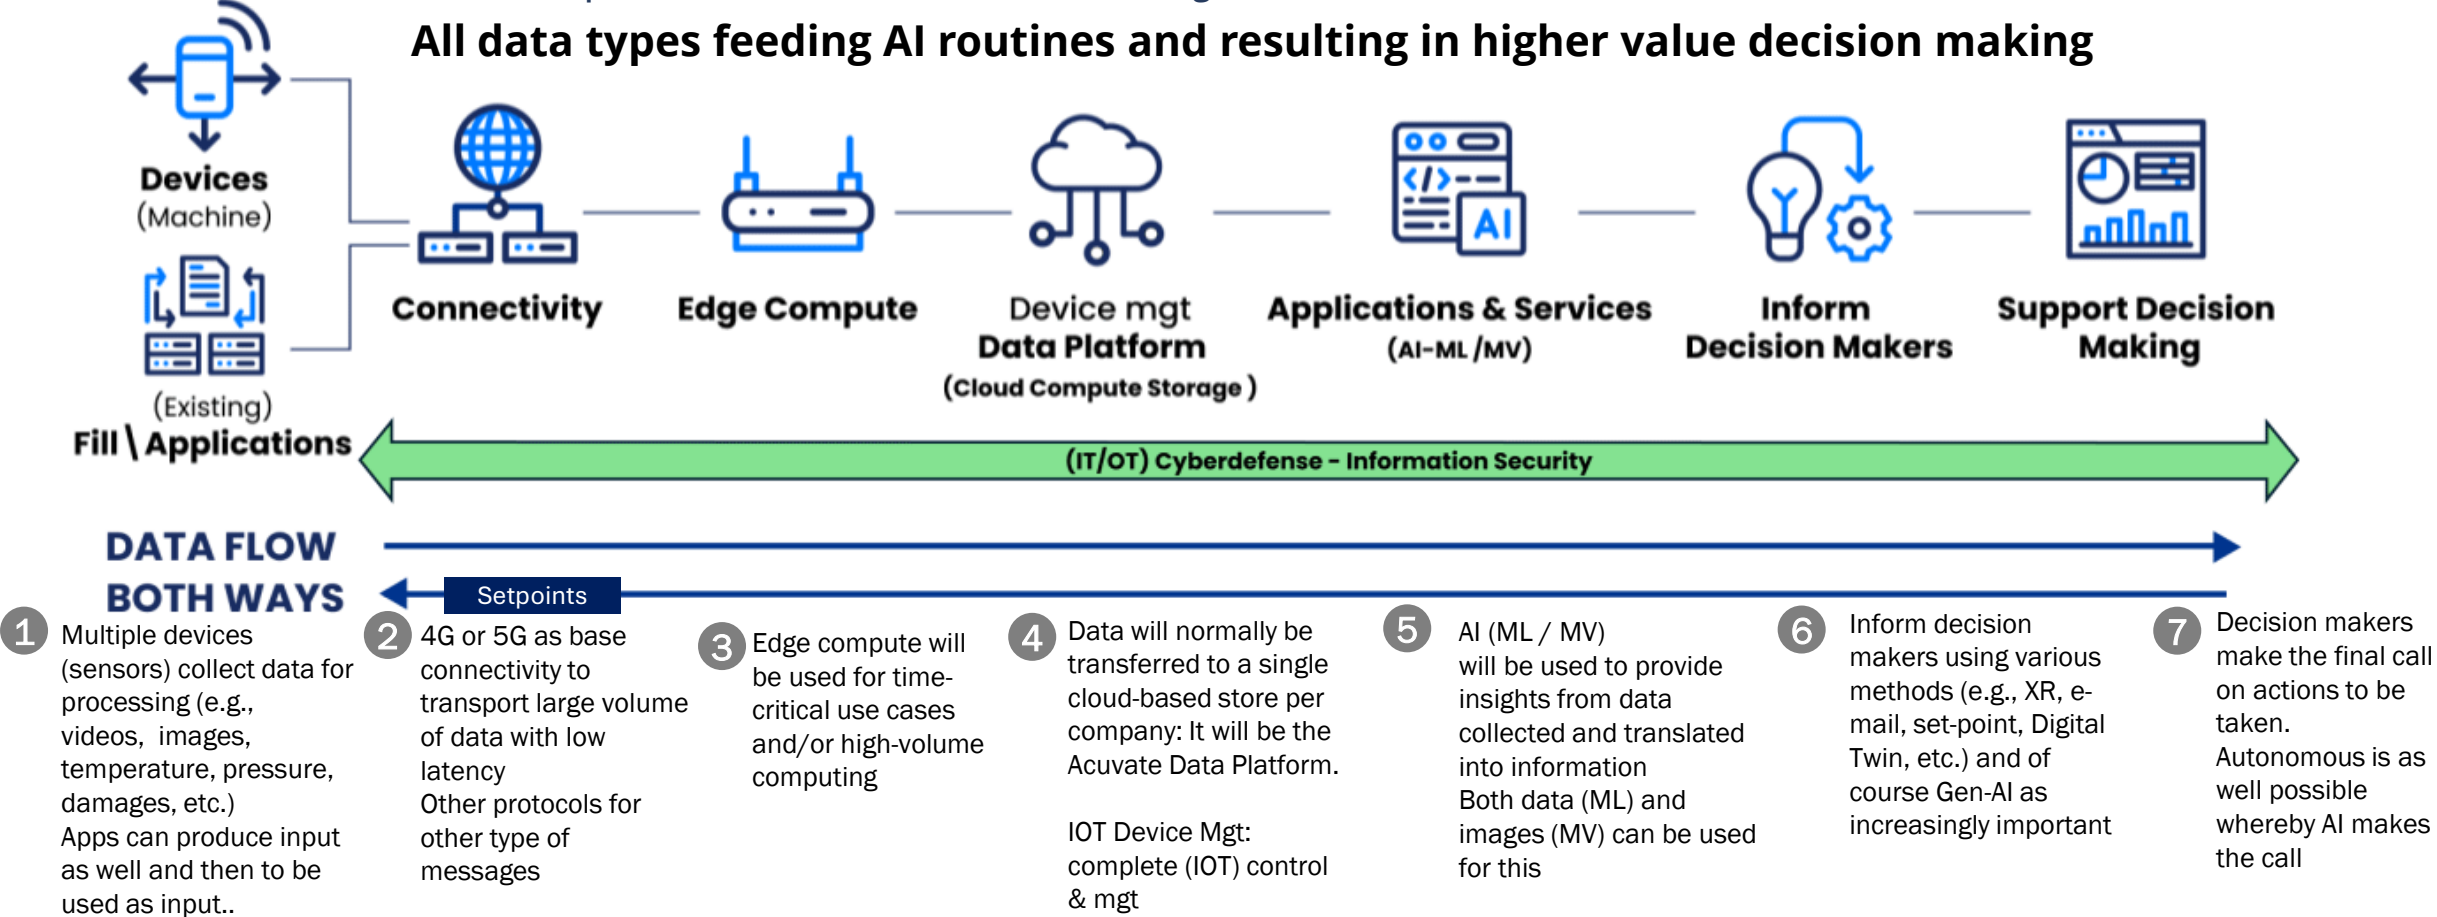 All data types feeding AI routines and resulting in higher value decision making
Devices
(Machine)
(Existing)
Fill \ Applications
Connectivity
Edge Compute
Device mgt
Data Platform
(Cloud Compute Storage )
AI
Applications & Services
(AI-ML /MV)
Inform
Decision Makers
Support Decision
Making
(IT/OT) Cyberdefense - Information Security
DATA FLOW
BOTH WAYS
Setpoints
1
Multiple devices
(sensors) collect data for
processing (e.g.,
videos,  images,
temperature, pressure,
damages, etc.)
Apps can produce input
as well and then to be
used as input..
2
4G or 5G as base
connectivity to
transport large volume
of data with low
latency
Other protocols for
other type of
messages
3
Edge compute will
be used for time-
critical use cases
and/or high-volume
computing
4
Data will normally be
transferred to a single
cloud-based store per
company: It will be the
Acuvate Data Platform.
IOT Device Mgt:
complete (IOT) control
& mgt
5
AI (ML / MV)
will be used to provide
insights from data
collected and translated
into information
Both data (ML) and
images (MV) can be used
for this
6
Inform decision
makers using various
methods (e.g., XR, e-
mail, set-point, Digital
Twin, etc.) and of
course Gen-AI as
increasingly important
7
Decision makers
make the final call
on actions to be
taken.
Autonomous is as
well possible
whereby AI makes
the call